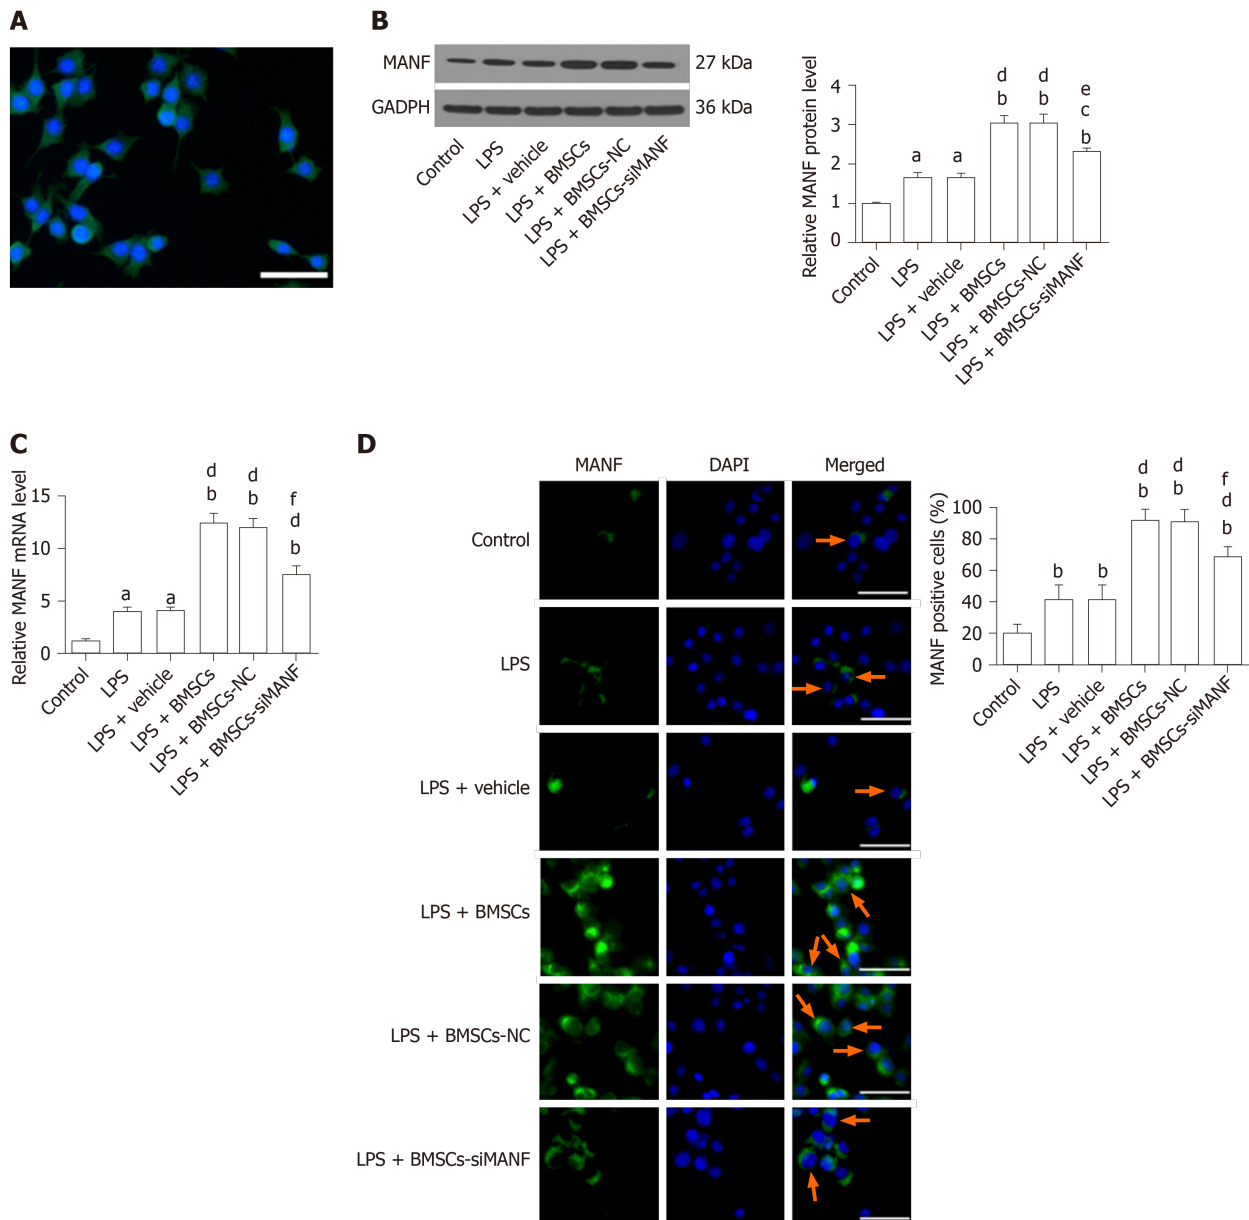 A
B
MANF
27 kDa
GADPH
36 kDa
Control
LPS
LPS + vehicle
LPS + BMSCs
LPS + BMSCs-NC
LPS + BMSCs-siMANF
Relative MANF protein level
4
3
2
1
0
a
a
d
b
d
b
e
c
b
Control
LPS
LPS + vehicle
LPS + BMSCs
LPS + BMSCs-NC
LPS + BMSCs-siMANF
C
Relative MANF mRNA level
15
10
5
0
a
a
d
b
d
b
f
d
b
Control
LPS
LPS + vehicle
LPS + BMSCs
LPS + BMSCs-NC
LPS + BMSCs-siMANF
D
MANF DAPI Merged
Control
LPS
LPS + vehicle
LPS + BMSCs
LPS + BMSCs-NC
LPS + BMSCs-siMANF
MANF positive cells (%)
100
80
60
40
20
0
b
b
d
b
d
b
f
d
b
Control
LPS
LPS + vehicle
LPS + BMSCs
LPS + BMSCs-NC
LPS + BMSCs-siMANF